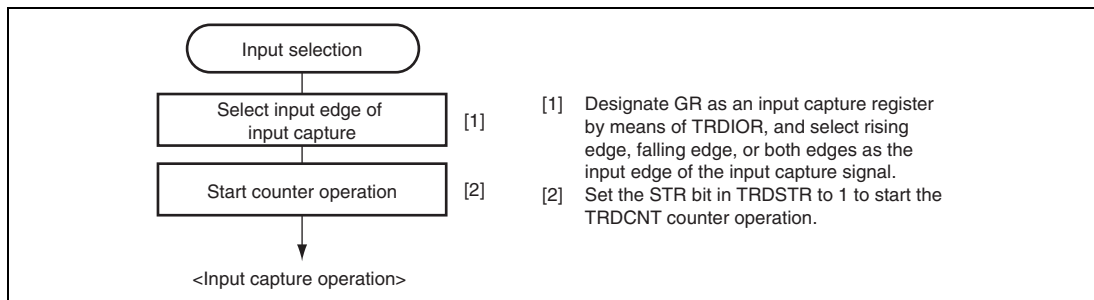 Input selection
Select input edge of
input capture
[1]
Start counter operation
[2]
<Input capture operation>
[1] Designate GR as an input capture register
by means of TRDIOR, and select rising
edge, falling edge, or both edges as the
input edge of the input capture signal.
[2] Set the STR bit in TRDSTR to 1 to start the
TRDCNT counter operation.